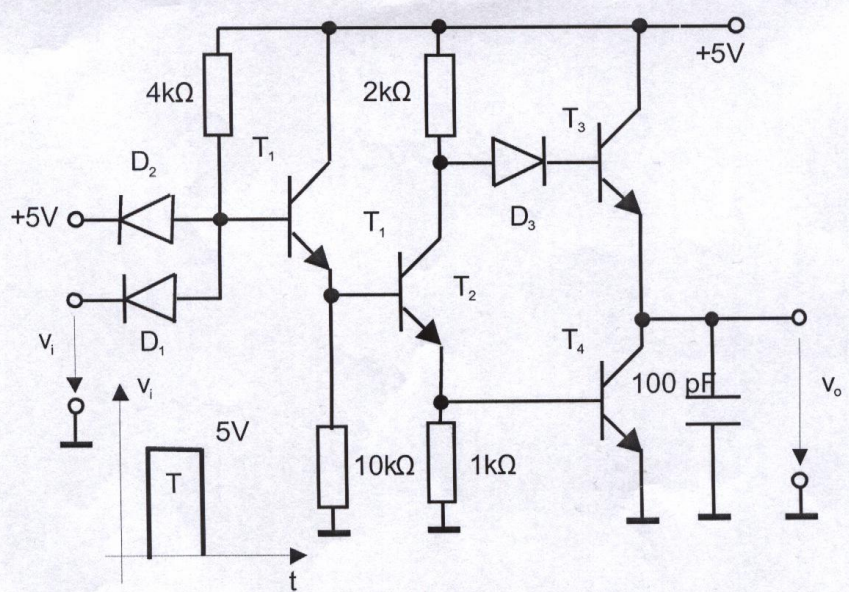 +5V
4kΩ
2kΩ
T₃
D₂
T₁
T₁
+5V
D₃
T₂
D₁
T₄
vᵢ
100 pF
vₒ
vᵢ
5V
T
10kΩ
1kΩ
t